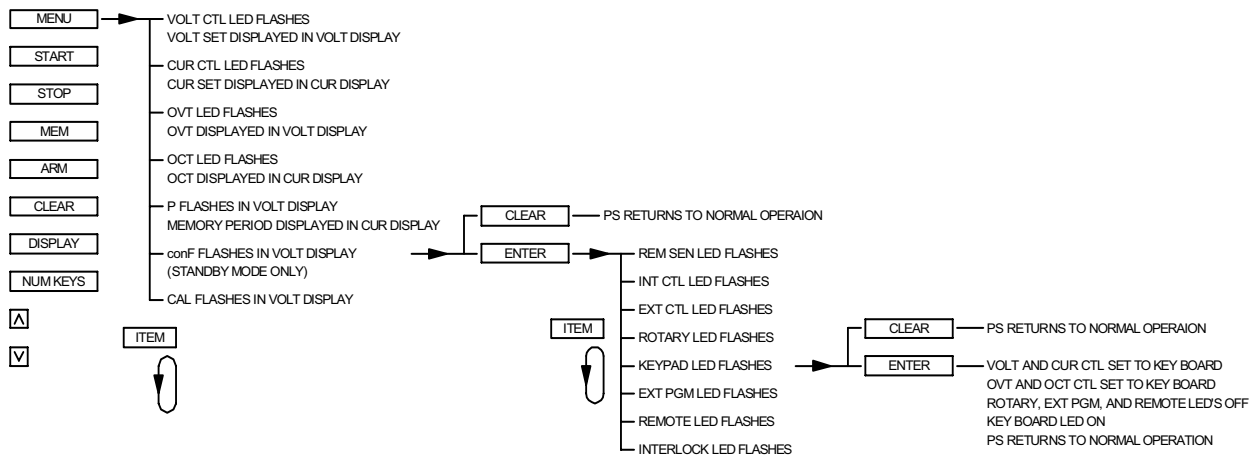 MENU
START
STOP
MEM
ARM
CLEAR
DISPLAY
NUM KEYS
VOLT CTL LED FLASHES
VOLT SET DISPLAYED IN VOLT DISPLAY
CUR CTL LED FLASHES
CUR SET DISPLAYED IN CUR DISPLAY
OVT LED FLASHES
OVT DISPLAYED IN VOLT DISPLAY
OCT LED FLASHES
OCT DISPLAYED IN CUR DISPLAY
P FLASHES IN VOLT DISPLAY
MEMORY PERIOD DISPLAYED IN CUR DISPLAY
conF FLASHES IN VOLT DISPLAY
(STANDBY MODE ONLY)
CAL FLASHES IN VOLT DISPLAY
ITEM
CLEAR
PS RETURNS TO NORMAL OPERAION
ENTER
REM SEN LED FLASHES
INT CTL LED FLASHES
EXT CTL LED FLASHES
ROTARY LED FLASHES
KEYPAD LED FLASHES
EXT PGM LED FLASHES
REMOTE LED FLASHES
INTERLOCK LED FLASHES
ITEM
CLEAR
PS RETURNS TO NORMAL OPERAION
ENTER
VOLT AND CUR CTL SET TO KEY BOARD
OVT AND OCT CTL SET TO KEY BOARD
ROTARY, EXT PGM, AND REMOTE LED'S OFF
KEY BOARD LED ON
PS RETURNS TO NORMAL OPERATION